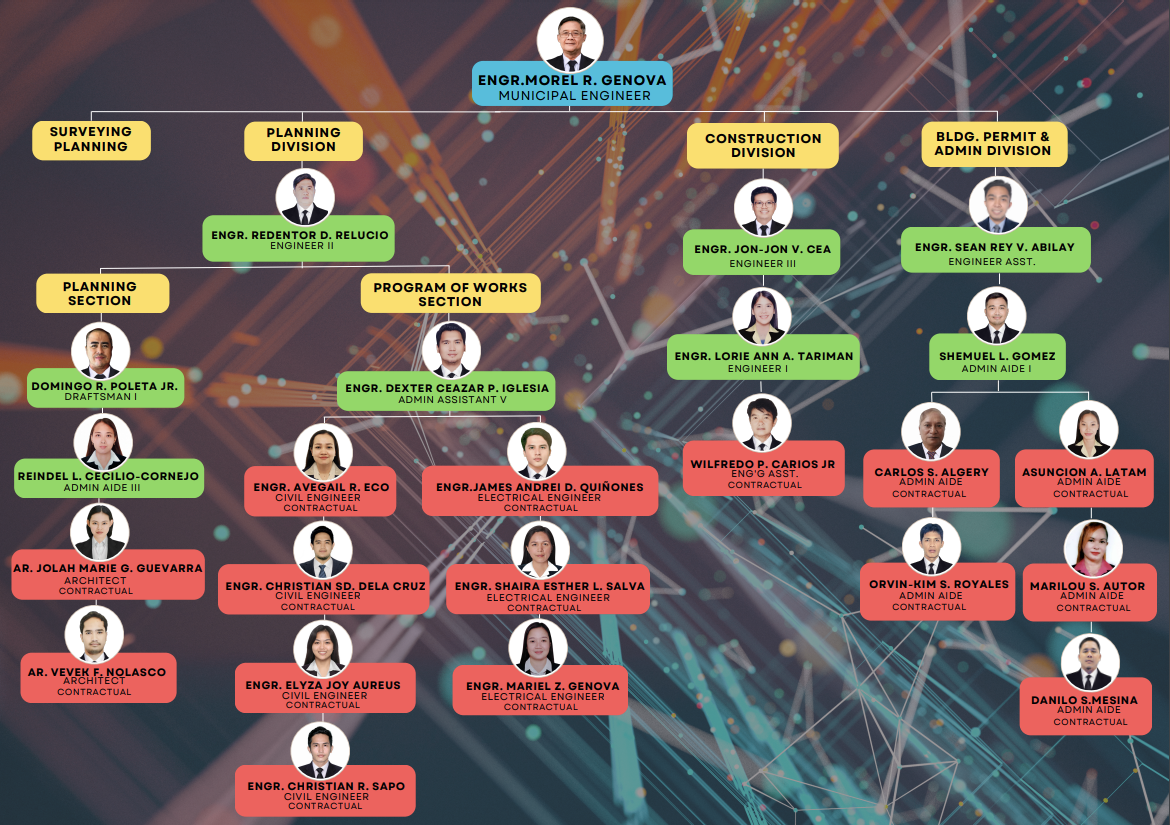 ENGR.MOREL R. GENOVA
MUNICIPAL ENGINEER
SURVEYING
PLANNING
PLANNING
DIVISION
ENGR. REDENTOR D. RELUCIO
ENGINEER II
PLANNING
SECTION
DOMINGO R. POLETA JR.
DRAFTSMAN I
REINDEL L. CECILIO-CORNEJO
ADMIN AIDE III
AR. JOLAH MARIE G. GUEVARRA
ARCHITECT
CONTRACTUAL
AR. VEVEK F. NOLASCO
ARCHITECT
CONTRACTUAL
PROGRAM OF WORKS
SECTION
ENGR. DEXTER CEAZAR P. IGLESIA
ADMIN ASSISTANT V
ENGR. AVEGAIL R. ECO
CIVIL ENGINEER
CONTRACTUAL
ENGR. CHRISTIAN SD. DELA CRUZ
CIVIL ENGINEER
CONTRACTUAL
ENGR. ELYZA JOY AUREUS
CIVIL ENGINEER
CONTRACTUAL
ENGR. CHRISTIAN R. SAPO
CIVIL ENGINEER
CONTRACTUAL
ENGR.JAMES ANDREI D. QUIÑONES
ELECTRICAL ENGINEER
CONTRACTUAL
ENGR. SHAIRA ESTHER L. SALVA
ELECTRICAL ENGINEER
CONTRACTUAL
ENGR. MARIEL Z. GENOVA
ELECTRICAL ENGINEER
CONTRACTUAL
CONSTRUCTION
DIVISION
ENGR. JON-JON V. CEA
ENGINEER III
ENGR. LORIE ANN A. TARIMAN
ENGINEER I
WILFREDO P. CARIOS JR
ENG'G ASST.
CONTRACTUAL
BLDG. PERMIT &
ADMIN DIVISION
ENGR. SEAN REY V. ABILAY
ENGINEER ASST.
SHEMUEL L. GOMEZ
ADMIN AIDE I
CARLOS S. ALGERY
ADMIN AIDE
CONTRACTUAL
ORVIN-KIM S. ROYALES
ADMIN AIDE
CONTRACTUAL
ASUNCION A. LATAM
ADMIN AIDE
CONTRACTUAL
MARILOU S. AUTOR
ADMIN AIDE
CONTRACTUAL
DANILO S.MESINA
ADMIN AIDE
CONTRACTUAL